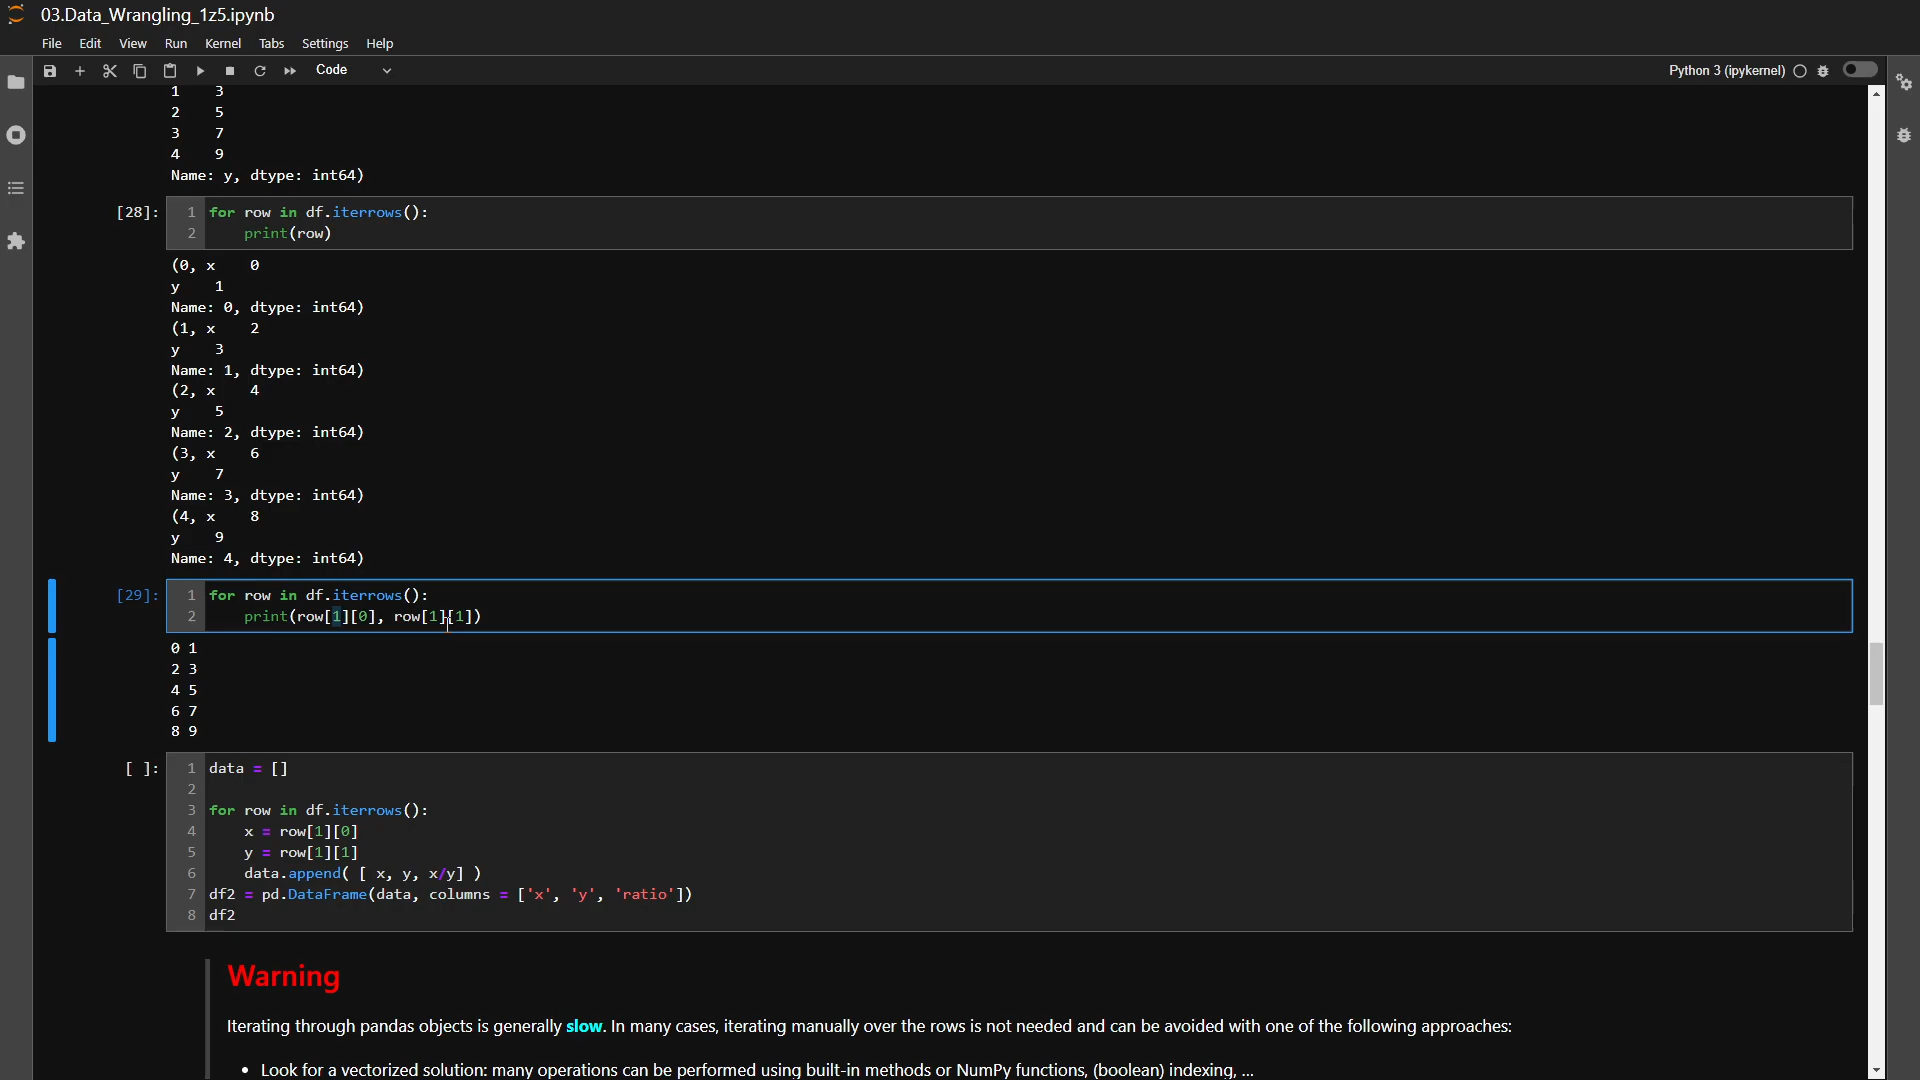 03.Data_Wrangling_1z5.ipynb
File Edit View Run Kernel Tabs Settings Help
Code
Python 3 (ipykernel)
1    3
2    5
3    7
4    9
Name: y, dtype: int64)
[28]:
1 for row in df.iterrows():
2     print(row)
(0, x    0
y    1
Name: 0, dtype: int64)
(1, x    2
y    3
Name: 1, dtype: int64)
(2, x    4
y    5
Name: 2, dtype: int64)
(3, x    6
y    7
Name: 3, dtype: int64)
(4, x    8
y    9
Name: 4, dtype: int64)
[29]:
1 for row in df.iterrows():
2     print(row[1][0], row[1][1])
0 1
2 3
4 5
6 7
8 9
[ ]:
1 data = []
2
3 for row in df.iterrows():
4     x = row[1][0]
5     y = row[1][1]
6     data.append( [ x, y, x/y] )
7 df2 = pd.DataFrame(data, columns = ['x', 'y', 'ratio'])
8 df2
Warning
Iterating through pandas objects is generally slow. In many cases, iterating manually over the rows is not needed and can be avoided with one of the following approaches:
• Look for a vectorized solution: many operations can be performed using built-in methods or NumPy functions, (boolean) indexing, ...